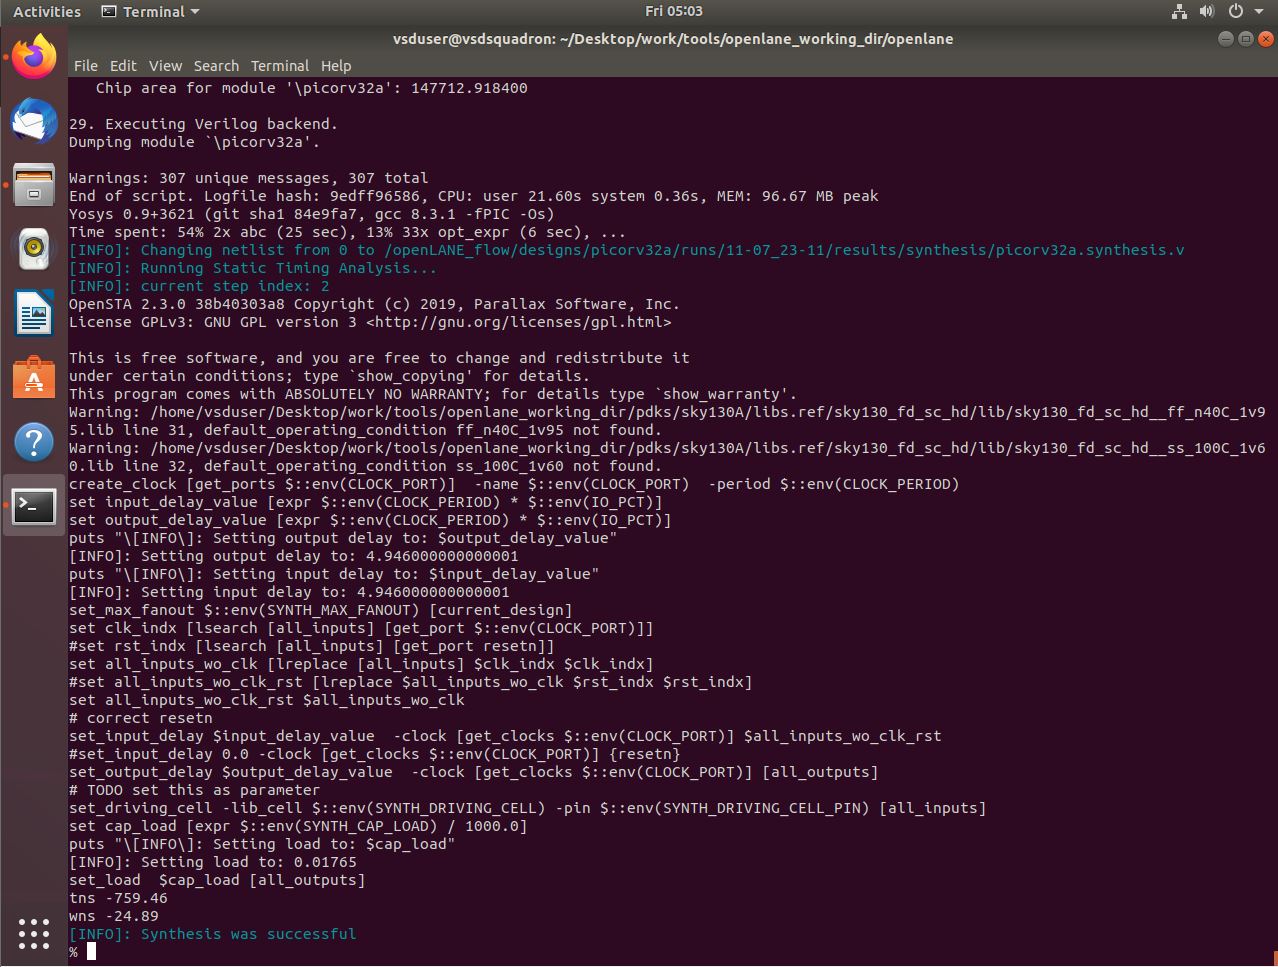 Activities Terminal Fri 05:03
vsduser@vsdsquadron: ~/Desktop/work/tools/openlane_working_dir/openlane
File Edit View Search Terminal Help
   Chip area for module '\picorv32a': 147712.918400

29. Executing Verilog backend.
Dumping module `\picorv32a'.

Warnings: 307 unique messages, 307 total
End of script. Logfile hash: 9edff96586, CPU: user 21.60s system 0.36s, MEM: 96.67 MB peak
Yosys 0.9+3621 (git sha1 84e9fa7, gcc 8.3.1 -fPIC -Os)
Time spent: 54% 2x abc (25 sec), 13% 33x opt_expr (6 sec), ...
[INFO]: Changing netlist from 0 to /openLANE_flow/designs/picorv32a/runs/11-07_23-11/results/synthesis/picorv32a.synthesis.v
[INFO]: Running Static Timing Analysis...
[INFO]: current step index: 2
OpenSTA 2.3.0 38b40303a8 Copyright (c) 2019, Parallax Software, Inc.
License GPLv3: GNU GPL version 3 <http://gnu.org/licenses/gpl.html>

This is free software, and you are free to change and redistribute it
under certain conditions; type `show_copying' for details.
This program comes with ABSOLUTELY NO WARRANTY; for details type `show_warranty'.
Warning: /home/vsduser/Desktop/work/tools/openlane_working_dir/pdks/sky130A/libs.ref/sky130_fd_sc_hd/lib/sky130_fd_sc_hd__ff_n40C_1v9
5.lib line 31, default_operating_condition ff_n40C_1v95 not found.
Warning: /home/vsduser/Desktop/work/tools/openlane_working_dir/pdks/sky130A/libs.ref/sky130_fd_sc_hd/lib/sky130_fd_sc_hd__ss_100C_1v6
0.lib line 32, default_operating_condition ss_100C_1v60 not found.
create_clock [get_ports $::env(CLOCK_PORT)]  -name $::env(CLOCK_PORT)  -period $::env(CLOCK_PERIOD)
set input_delay_value [expr $::env(CLOCK_PERIOD) * $::env(IO_PCT)]
set output_delay_value [expr $::env(CLOCK_PERIOD) * $::env(IO_PCT)]
puts "\[INFO\]: Setting output delay to: $output_delay_value"
[INFO]: Setting output delay to: 4.946000000000001
puts "\[INFO\]: Setting input delay to: $input_delay_value"
[INFO]: Setting input delay to: 4.946000000000001
set_max_fanout $::env(SYNTH_MAX_FANOUT) [current_design]
set clk_indx [lsearch [all_inputs] [get_port $::env(CLOCK_PORT)]]
#set rst_indx [lsearch [all_inputs] [get_port resetn]]
set all_inputs_wo_clk [lreplace [all_inputs] $clk_indx $clk_indx]
#set all_inputs_wo_clk_rst [lreplace $all_inputs_wo_clk $rst_indx $rst_indx]
set all_inputs_wo_clk_rst $all_inputs_wo_clk
# correct resetn
set_input_delay $input_delay_value  -clock [get_clocks $::env(CLOCK_PORT)] $all_inputs_wo_clk_rst
#set_input_delay 0.0 -clock [get_clocks $::env(CLOCK_PORT)] {resetn}
set_output_delay $output_delay_value  -clock [get_clocks $::env(CLOCK_PORT)] [all_outputs]
# TODO set this as parameter
set_driving_cell -lib_cell $::env(SYNTH_DRIVING_CELL) -pin $::env(SYNTH_DRIVING_CELL_PIN) [all_inputs]
set cap_load [expr $::env(SYNTH_CAP_LOAD) / 1000.0]
puts "\[INFO\]: Setting load to: $cap_load"
[INFO]: Setting load to: 0.01765
set_load  $cap_load [all_outputs]
tns -759.46
wns -24.89
[INFO]: Synthesis was successful
%